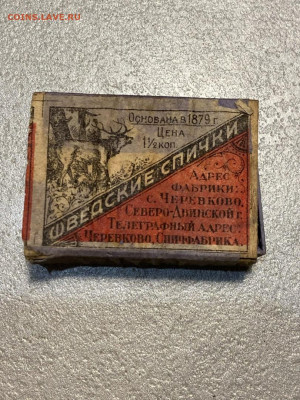 COINS.LAVE.RU
ОСНОВАНА В 1879 г.
ЦЕНА
1½ КОП.
ШВЕДСКИЕ СПИЧКИ
АДРЕС
ФАБРИКИ:
с. ЧЕРЕВКОВО,
СЕВЕРО-ДВИНСКОЙ г.
ТЕЛЕГРАФНЫЙ АДРЕС:
ЧЕРЕВКОВО, СПИЧФАБРИКА.